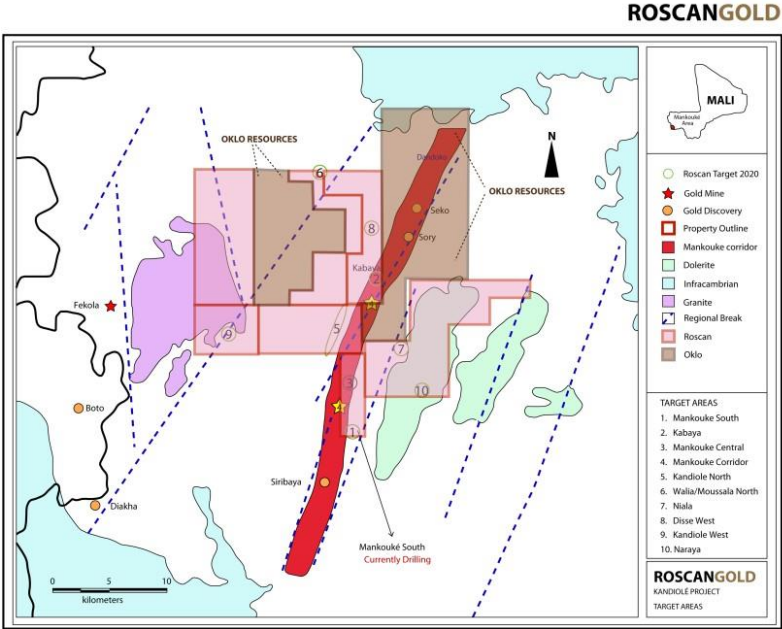 ROSCANGOLD
MALI
Mankouke
Area
OKLO RESOURCES
N
Dandoko
OKLO RESOURCES
6
Seko
8
Sory
Kabaya
2
Fekola
4
9
5
7
3
10
Boto
4
1
Siribaya
Diakha
Mankouké South
Currently Drilling
0 5 10
kilometers
Roscan Target 2020
Gold Mine
Gold Discovery
Property Outline
Mankouke corridor
Dolerite
Infracambrian
Granite
Regional Break
Roscan
Oklo
TARGET AREAS
1. Mankouke South
2. Kabaya
3. Mankouke Central
4. Mankouke Corridor
5. Kandiole North
6. Walia/Moussala North
7. Niala
8. Disse West
9. Kandiole West
10. Naraya
ROSCANGOLD
KANDIOLE PROJECT
TARGET AREAS